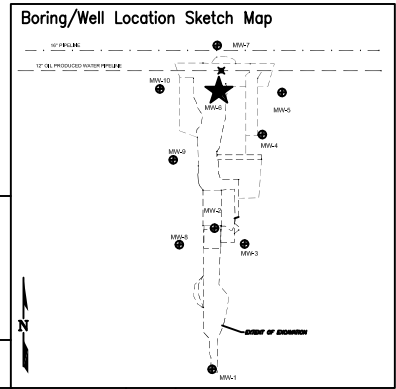 Boring/Well Location Sketch Map
16" PIPELINE
MW-7
12" OIL PRODUCED WATER PIPELINE
MW-10
MW-6
MW-5
MW-4
MW-9
MW-2
MW-8
MW-3
N
EXTENT OF EXCAVATION
MW-1